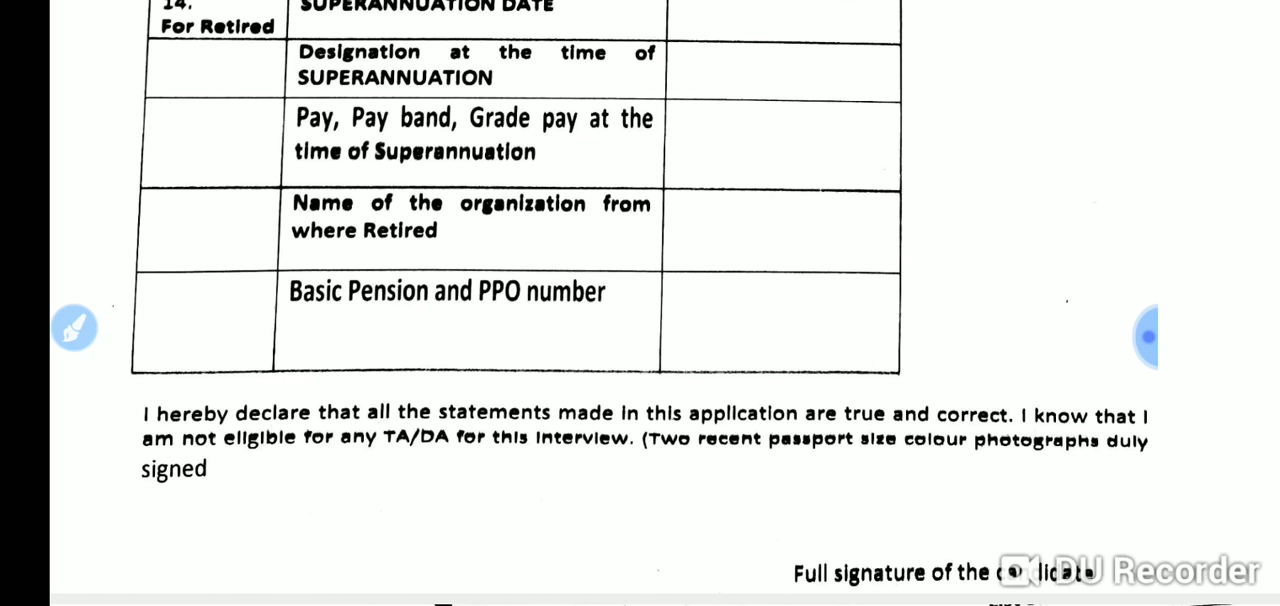 14.
For Retired
SUPERANNUATION DATE
Designation at the time of
SUPERANNUATION
Pay, Pay band, Grade pay at the
time of Superannuation
Name of the organization from
where Retired
Basic Pension and PPO number
I hereby declare that all the statements made in this application are true and correct. I know that I
am not eligible for any TA/DA for this interview. (Two recent passport size colour photographs duly
signed
Full signature of the
DU Recorder